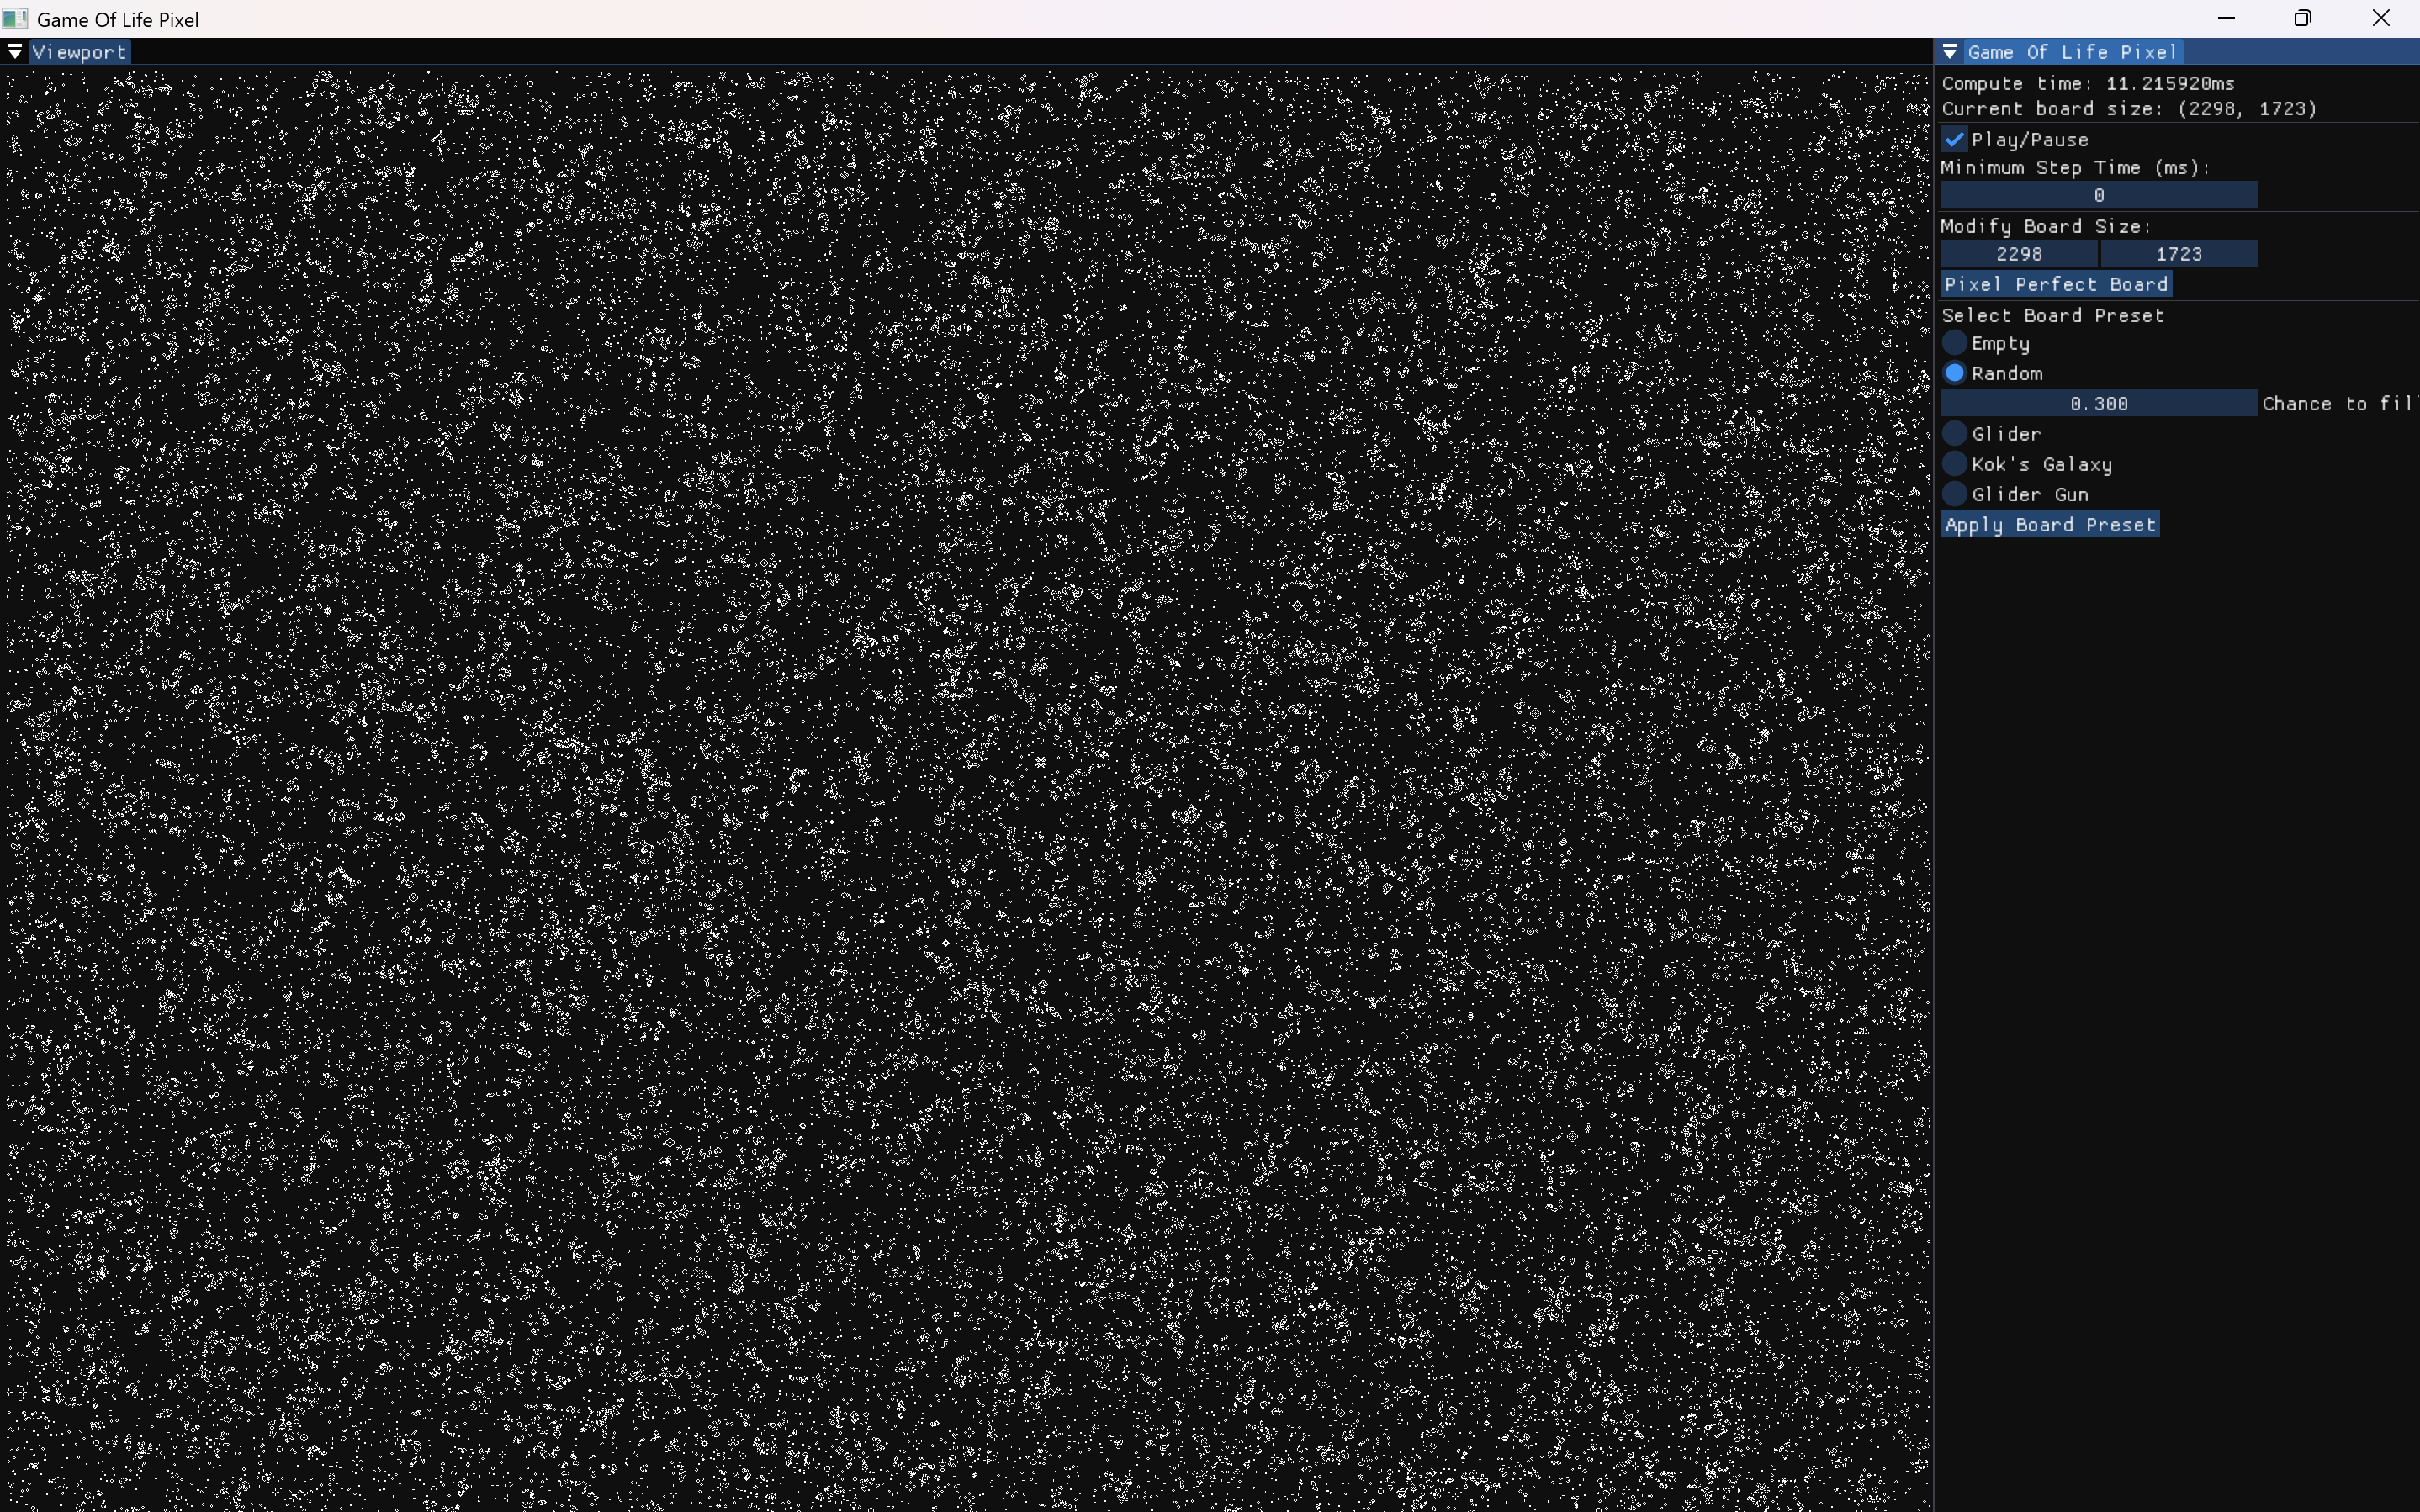 Game Of Life Pixel
Viewport
Game Of Life Pixel
Compute time: 11.215920ms
Current board size: (2298, 1723)
Play/Pause
Minimum Step Time (ms):
0
Modify Board Size:
2298 1723
Pixel Perfect Board
Select Board Preset
Empty
Random
0.300 Chance to fil
Glider
Kok's Galaxy
Glider Gun
Apply Board Preset